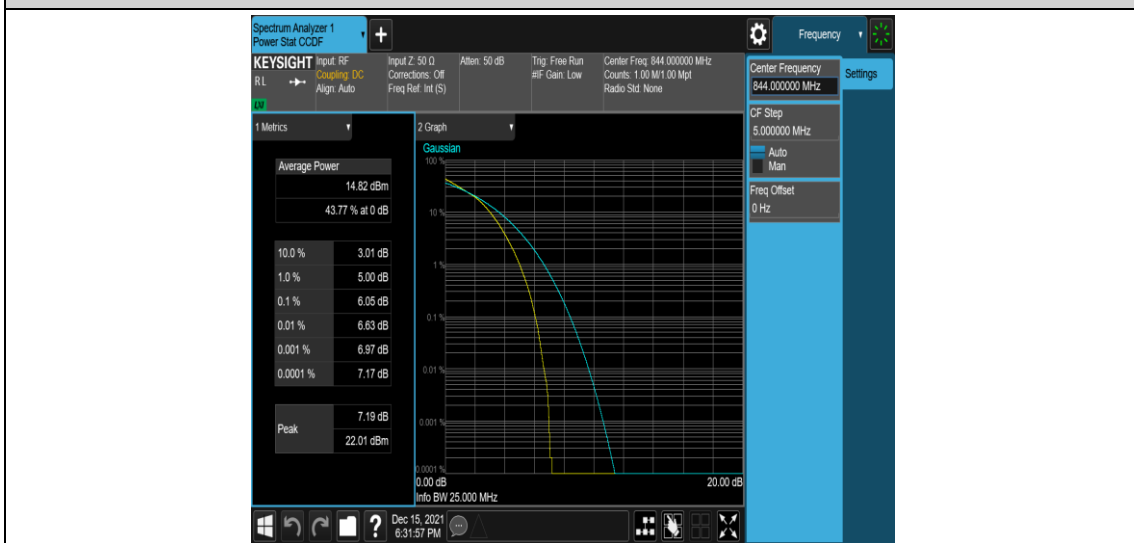 Spectrum Analyzer 1
Power Stat CCDF
+
Frequency
KEYSIGHT
RL
LXI
Input: RF
Coupling: DC
Align: Auto
Input Z: 50 Ω
Corrections: Off
Freq Ref: Int (S)
Atten: 50 dB
Trig: Free Run
#IF Gain: Low
Center Freq: 844.000000 MHz
Counts: 1.00 M/1.00 Mpt
Radio Std: None
Center Frequency
844.000000 MHz
Settings
CF Step
5.000000 MHz
Auto
Man
Freq Offset
0 Hz
1 Metrics
Average Power
14.82 dBm
43.77 % at 0 dB
10.0 % 3.01 dB
1.0 % 5.00 dB
0.1 % 6.05 dB
0.01 % 6.63 dB
0.001 % 6.97 dB
0.0001 % 7.17 dB
Peak
7.19 dB
22.01 dBm
2 Graph
Gaussian
100 %
10 %
1 %
0.1 %
0.01 %
0.001 %
0.0001 %
0.00 dB 20.00 dB
Info BW 25.000 MHz
?
Dec 15, 2021
6:31:57 PM